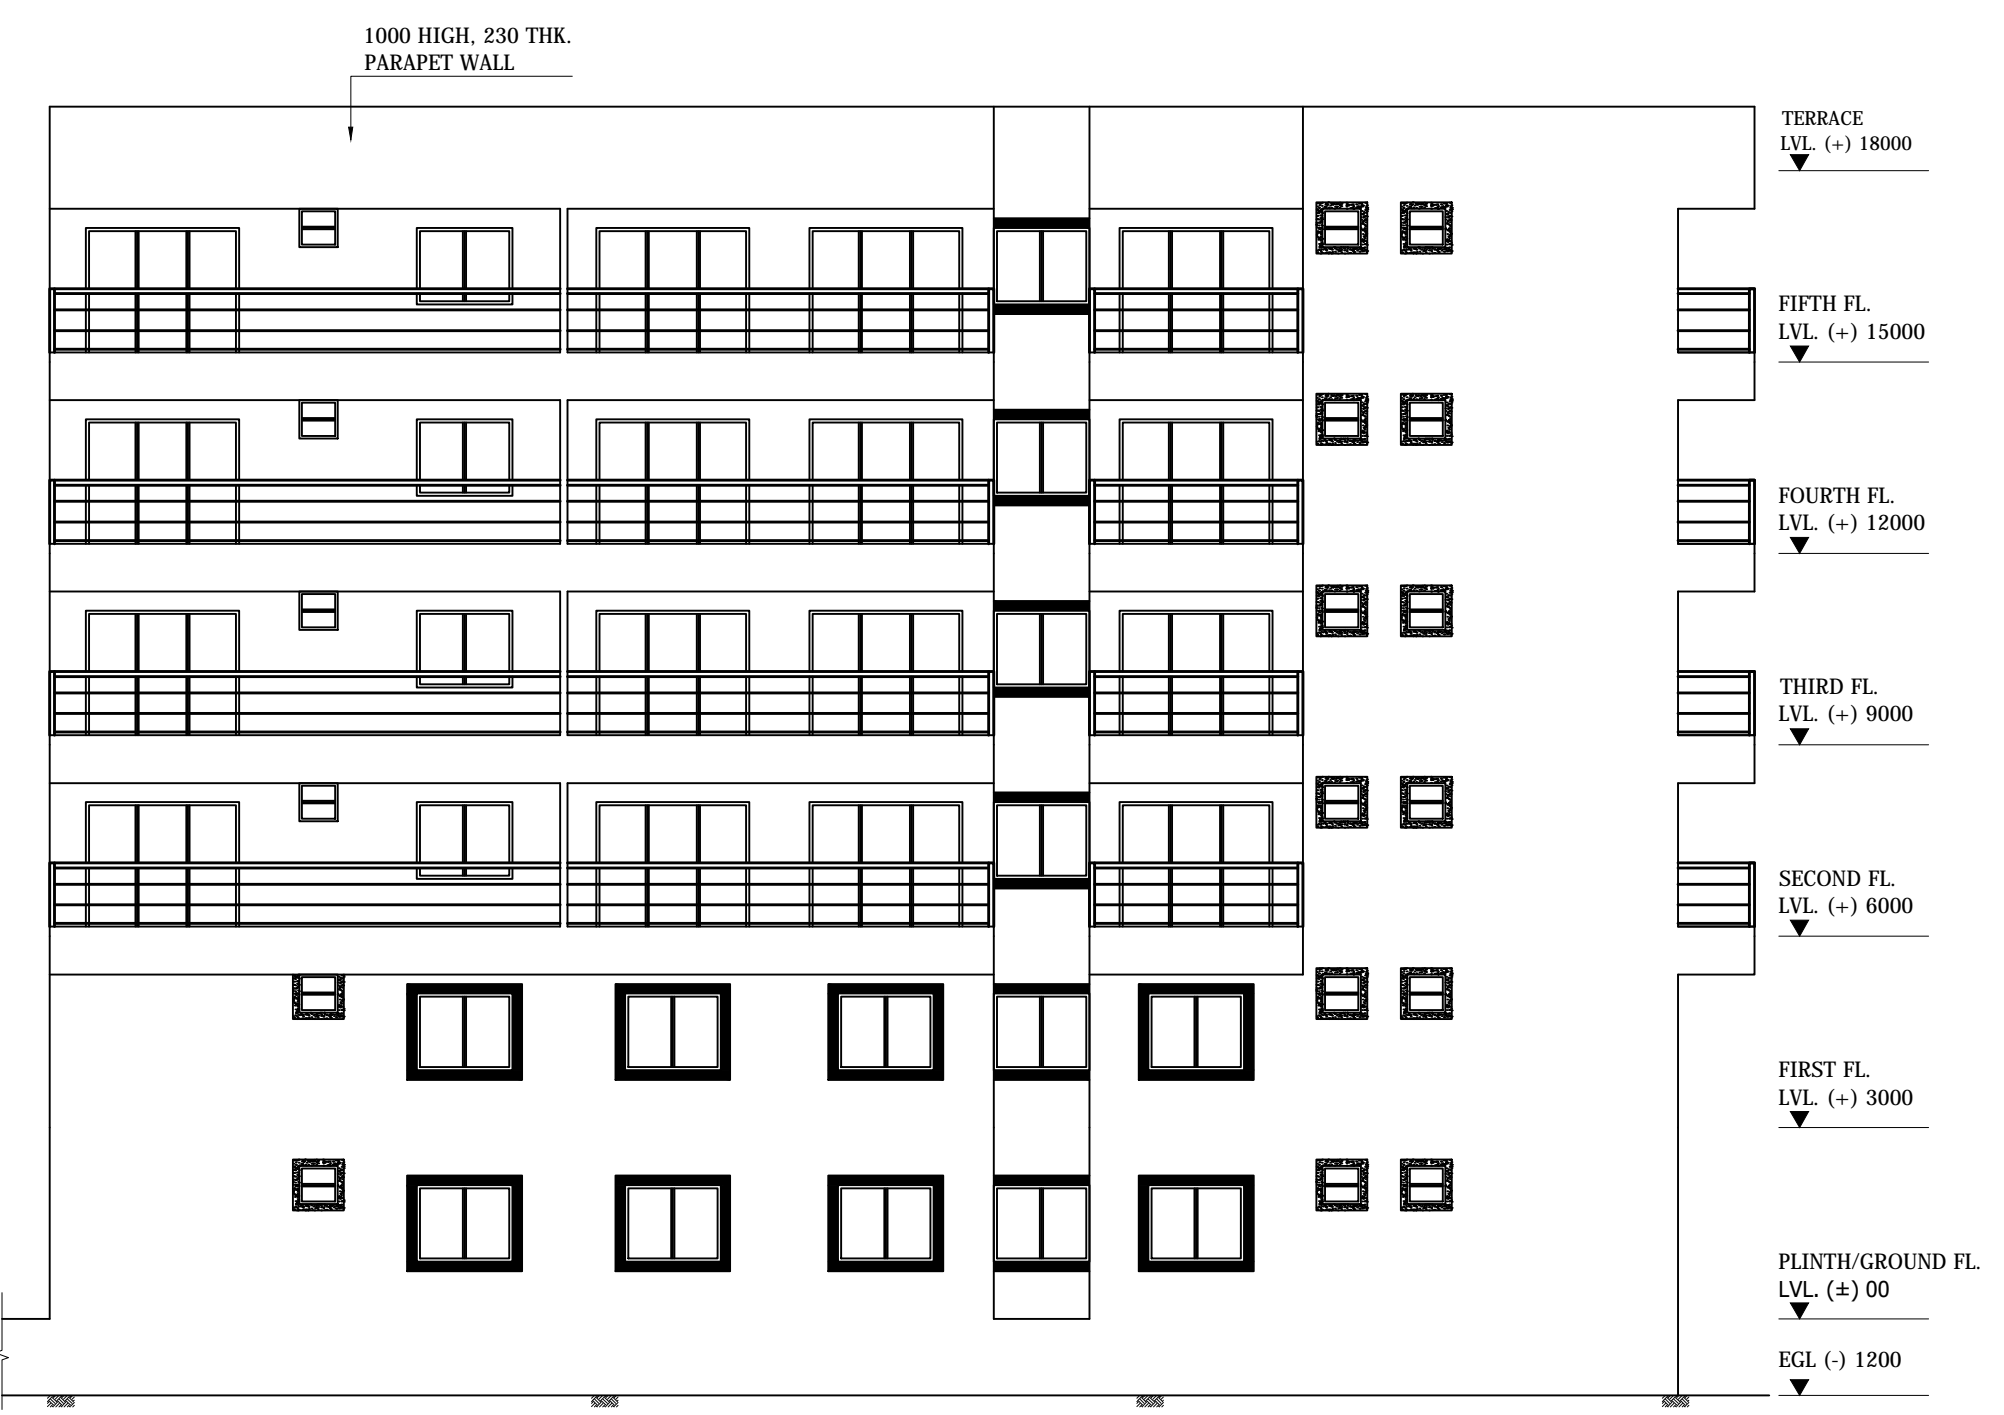 1000 HIGH, 230 THK.
PARAPET WALL
TERRACE
LVL. (+) 18000
FIFTH FL.
LVL. (+) 15000
FOURTH FL.
LVL. (+) 12000
THIRD FL.
LVL. (+) 9000
SECOND FL.
LVL. (+) 6000
FIRST FL.
LVL. (+) 3000
PLINTH/GROUND FL.
LVL. (±) 00
EGL (-) 1200